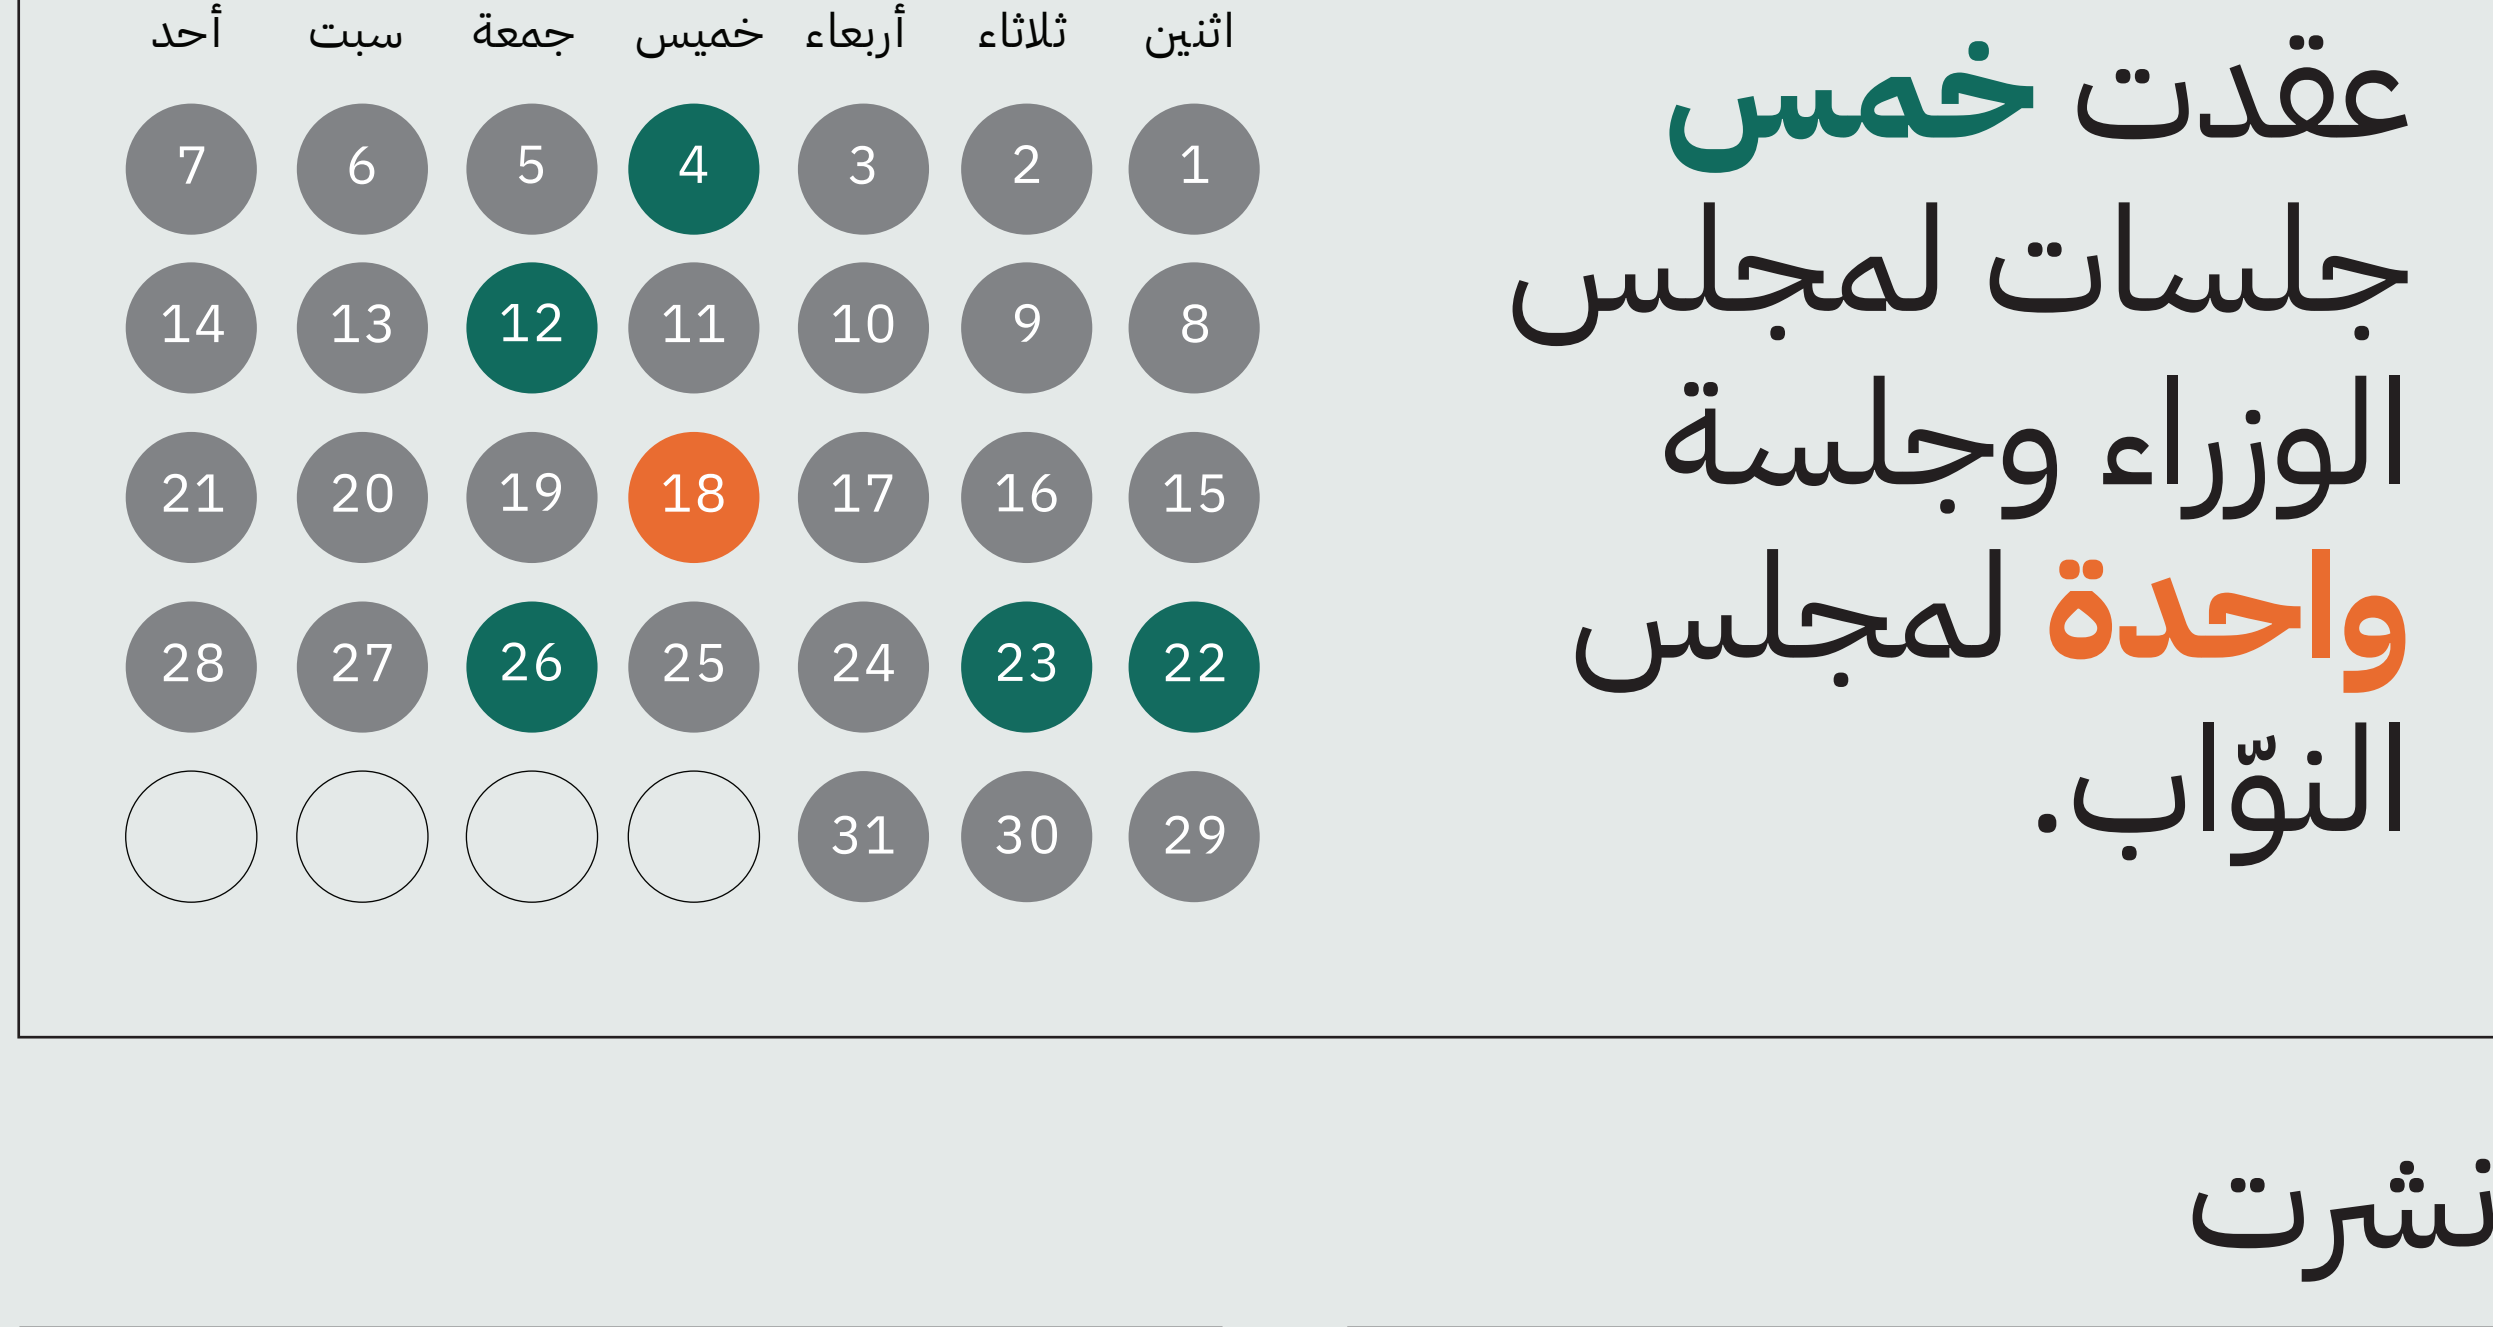 عقدت خمس
جلسات لمجلس
الوزراء وجلسة
واحدة لمجلس
النوّاب.
اثنين ثلاثاء أربعاء خميس جمعة سبت أحد
1 2 3 4 5 6 7
8 9 10 11 12 13 14
15 16 17 18 19 20 21
22 23 24 25 26 27 28
29 30 31
نشرت